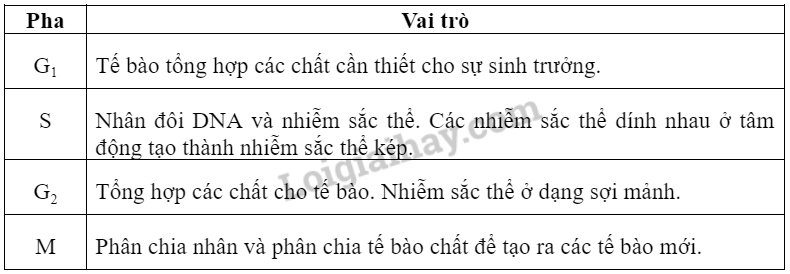 Pha Vai trò
G₁ Tế bào tổng hợp các chất cần thiết cho sự sinh trưởng.
S Nhân đôi DNA và nhiễm sắc thể. Các nhiễm sắc thể dính nhau ở tâm
động tạo thành nhiễm sắc thể kép.
G₂ Tổng hợp các chất cho tế bào. Nhiễm sắc thể ở dạng sợi mảnh.
M Phân chia nhân và phân chia tế bào chất để tạo ra các tế bào mới.
Loigiaihay.com